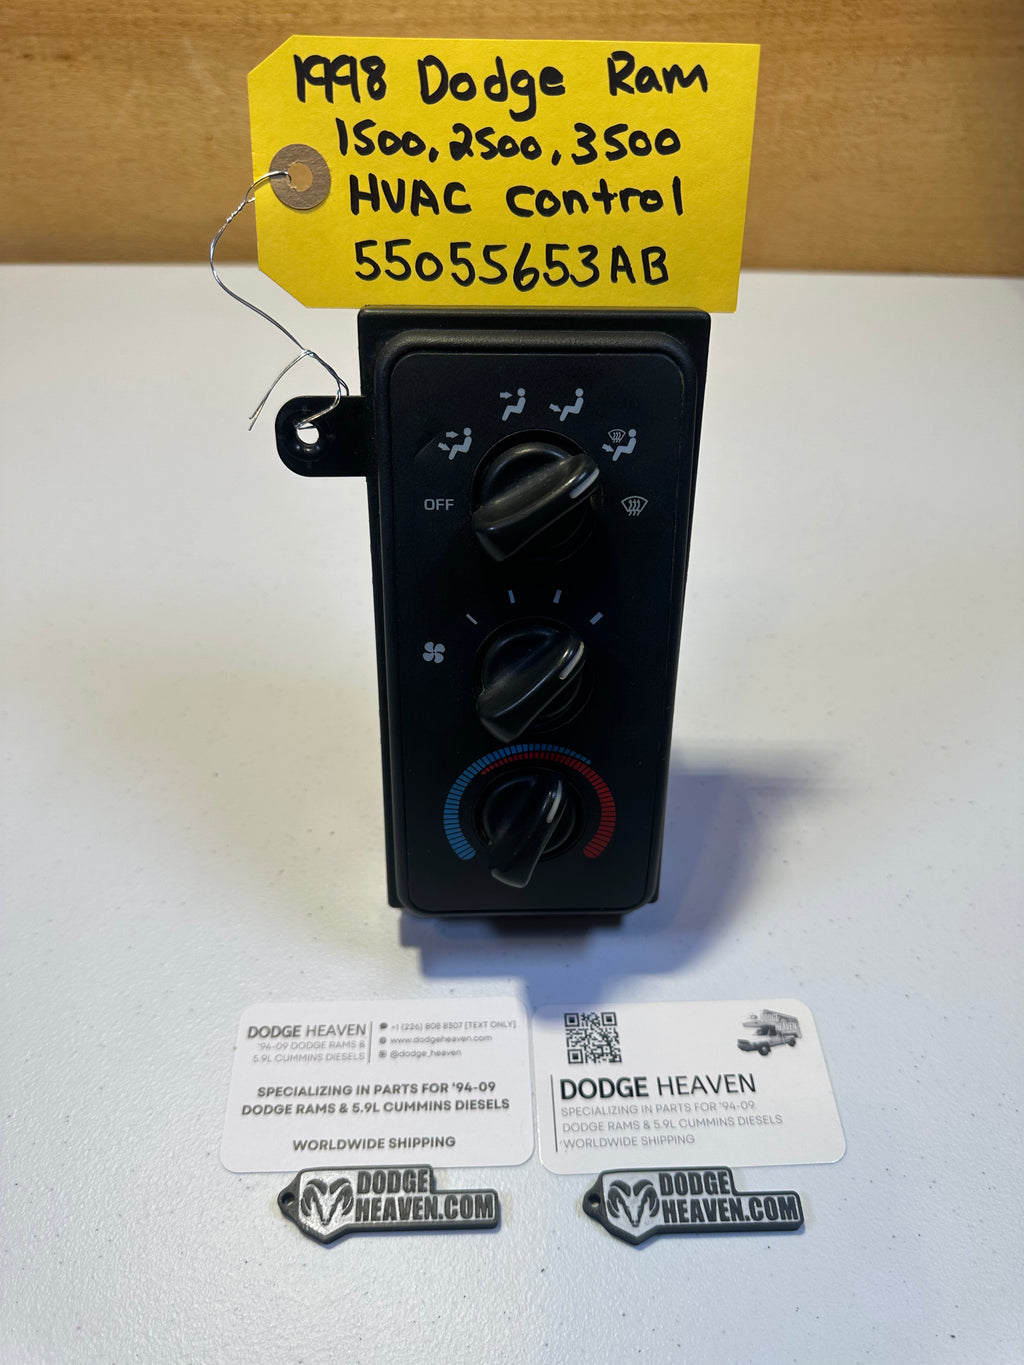 1998 Dodge Ram
1500, 2500, 3500
HVAC control
55055653AB
OFF
DODGE HEAVEN
'94-09 DODGE RAMS &
5.9L CUMMINS DIESELS
+1 (226) 808 8507 [TEXT ONLY]
www.dodgeheaven.com
@dodge_heaven
SPECIALIZING IN PARTS FOR '94-09
DODGE RAMS & 5.9L CUMMINS DIESELS
WORLDWIDE SHIPPING
DODGE HEAVEN
SPECIALIZING IN PARTS FOR '94-09
DODGE RAMS & 5.9L CUMMINS DIESELS
WORLDWIDE SHIPPING
DODGE
HEAVEN.COM
DODGE
HEAVEN.COM